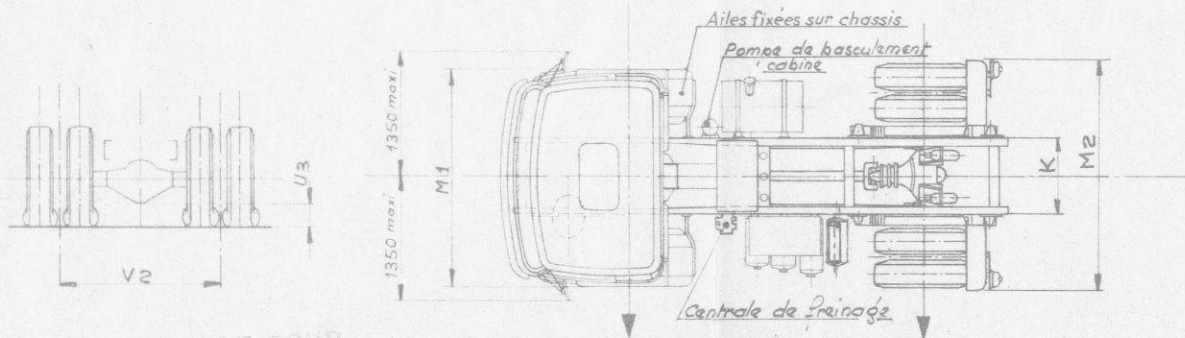 Ailes fixées sur chassis
Pompe de basculement
cabine
1350 maxi
M1
1350 maxi
K
M2
U3
V2
Centrale de freinage